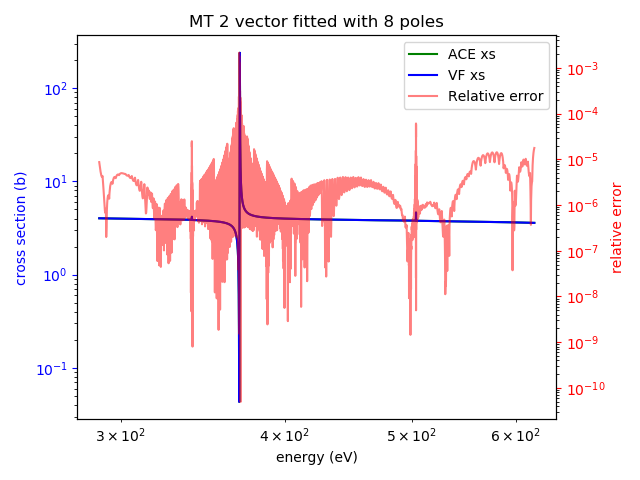 MT 2 vector fitted with 8 poles
ACE xs
VF xs
Relative error
10²
10¹
10⁰
10⁻¹
cross section (b)
10⁻³
10⁻⁴
10⁻⁵
10⁻⁶
10⁻⁷
10⁻⁸
10⁻⁹
10⁻¹⁰
relative error
3 × 10² 4 × 10² 5 × 10² 6 × 10²
energy (eV)